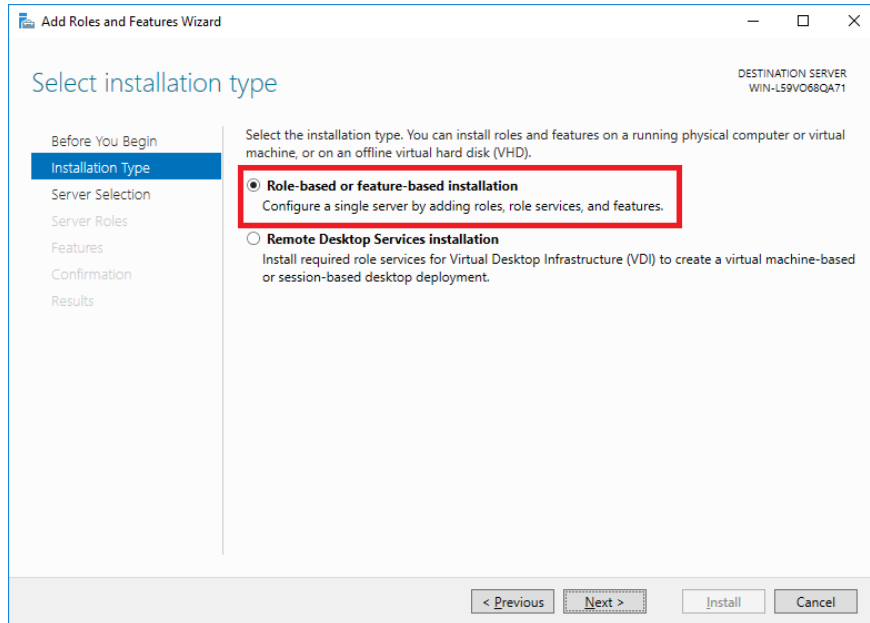 Add Roles and Features Wizard
Select installation type
DESTINATION SERVER
WIN-L59VO68QA71
Before You Begin
Installation Type
Server Selection
Server Roles
Features
Confirmation
Results
Select the installation type. You can install roles and features on a running physical computer or virtual
machine, or on an offline virtual hard disk (VHD).
Role-based or feature-based installation
Configure a single server by adding roles, role services, and features.
Remote Desktop Services installation
Install required role services for Virtual Desktop Infrastructure (VDI) to create a virtual machine-based
or session-based desktop deployment.
< Previous
Next >
Install
Cancel